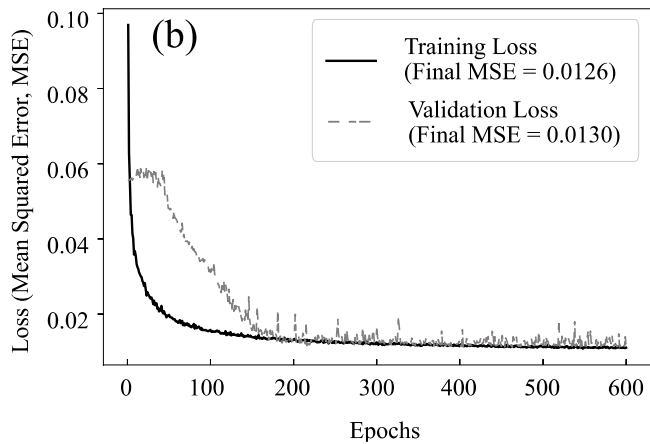 (b)
Training Loss
(Final MSE = 0.0126)
Validation Loss
(Final MSE = 0.0130)
Loss (Mean Squared Error, MSE)
0.10
0.08
0.06
0.04
0.02
0 100 200 300 400 500 600
Epochs